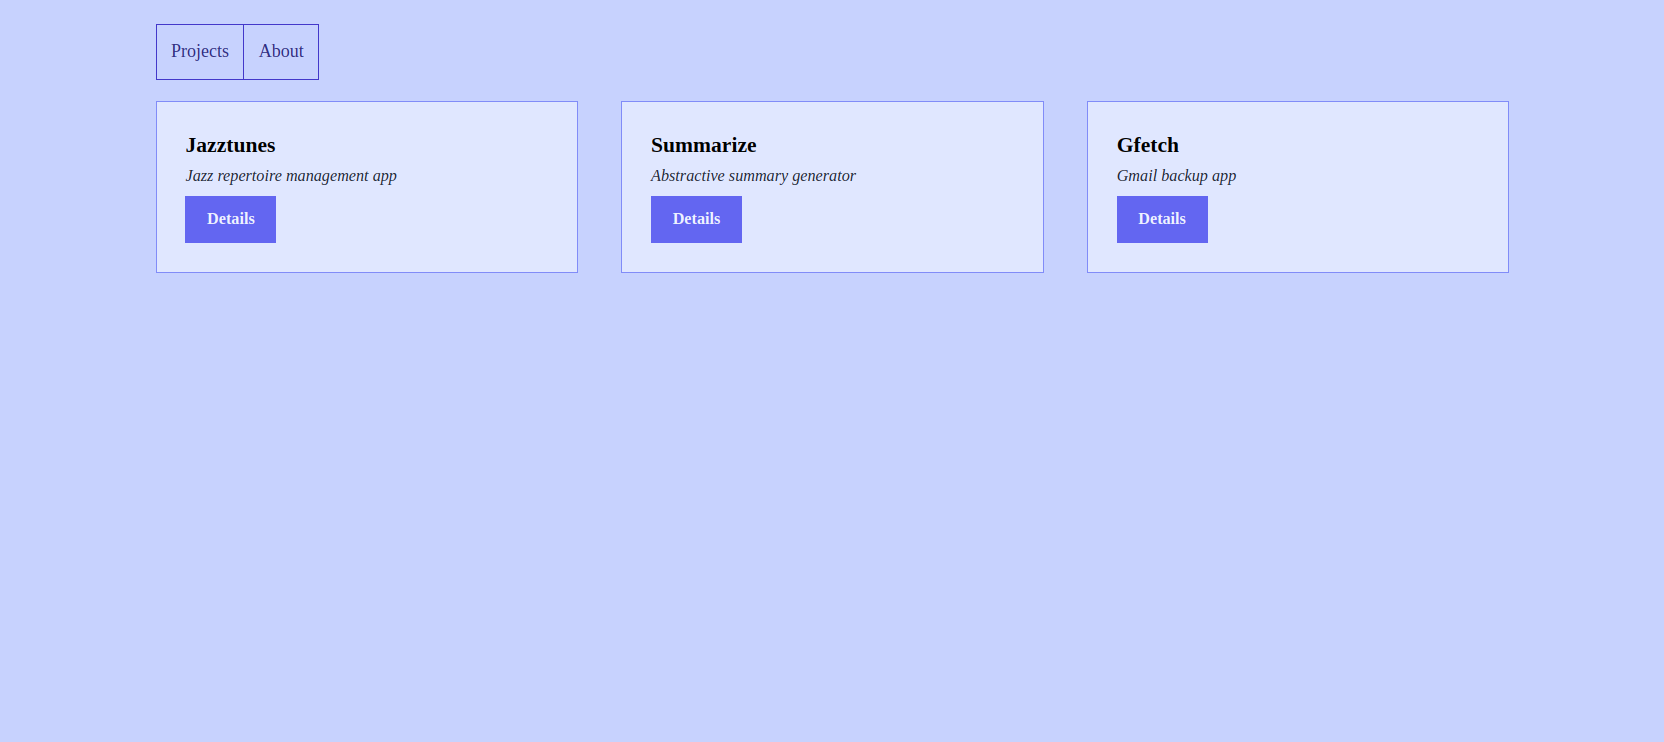 Projects About
Jazztunes
Jazz repertoire management app
Details
Summarize
Abstractive summary generator
Details
Gfetch
Gmail backup app
Details